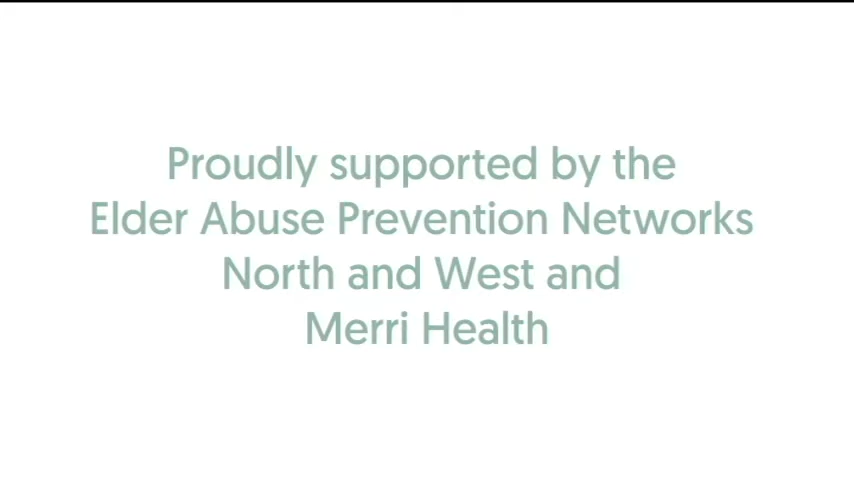 Proudly supported by the
Elder Abuse Prevention Networks
North and West and
Merri Health